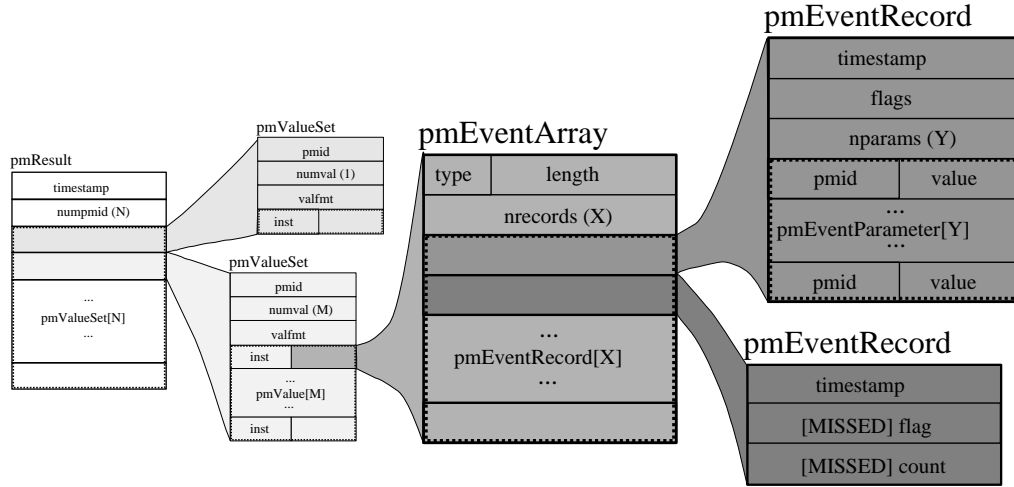 pmResult
timestamp
numpmid (N)
...
pmValueSet[N]
...
pmValueSet
pmid
numval (1)
valfmt
inst
pmValueSet
pmid
numval (M)
valfmt
inst
...
pmValue[M]
...
inst
pmEventArray
type length
nrecords (X)
...
pmEventRecord[X]
...
pmEventRecord
timestamp
flags
nparams (Y)
pmid value
...
pmEventParameter[Y]
...
pmid value
pmEventRecord
timestamp
[MISSED] flag
[MISSED] count